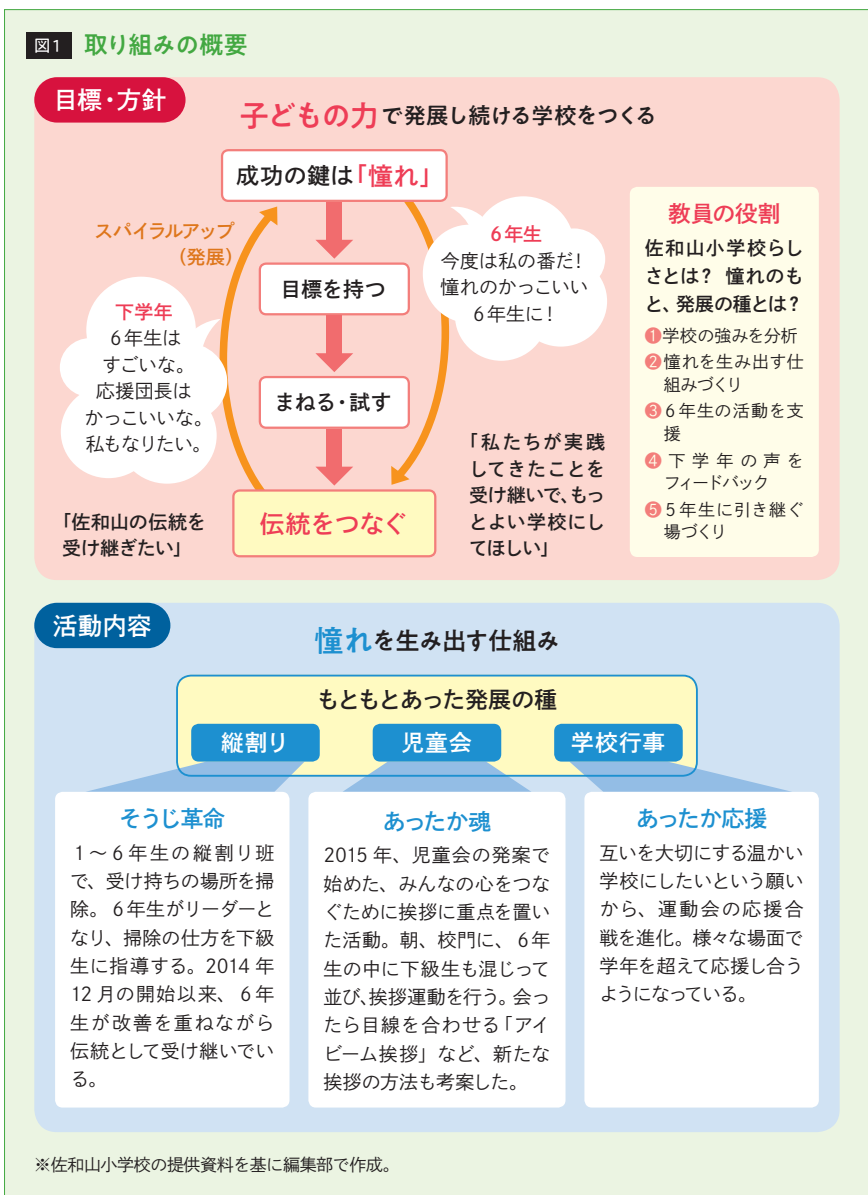 図1 取り組みの概要
目標・方針
子どもの力で発展し続ける学校をつくる
成功の鍵は「憧れ」
スパイラルアップ
(発展)
目標を持つ
まねる・試す
伝統をつなぐ
下学年
6年生は
すごいな。
応援団長は
かっこいいな。
私もなりたい。
「佐和山の伝統を
受け継ぎたい」
6年生
今度は私の番だ!
憧れのかっこいい
6年生に!
「私たちが実践
してきたことを
受け継いで、もっ
とよい学校にし
てほしい」
教員の役割
佐和山小学校らし
さとは? 憧れのも
と、発展の種とは?
❶学校の強みを分析
❷憧れを生み出す仕
組みづくり
❸6年生の活動を支
援
❹下学年の声を
フィードバック
❺5年生に引き継ぐ
場づくり
活動内容
憧れを生み出す仕組み
もともとあった発展の種
縦割り
児童会
学校行事
そうじ革命
1~6年生の縦割り班
で、受け持ちの場所を掃
除。6年生がリーダーと
なり、掃除の仕方を下級
生に指導する。2014年
12月の開始以来、6年
生が改善を重ねながら
伝統として受け継いでい
る。
あったか魂
2015年、児童会の発案で
始めた、みんなの心をつな
ぐために挨拶に重点を置い
た活動。朝、校門に、6年
生の中に下級生も混じって
並び、挨拶運動を行う。会っ
たら目線を合わせる「アイ
ビーム挨拶」など、新たな
挨拶の方法も考案した。
あったか応援
互いを大切にする温かい
学校にしたいという願い
から、運動会の応援合
戦を進化。様々な場面で
学年を超えて応援し合う
ようになっている。
※佐和山小学校の提供資料を基に編集部で作成。